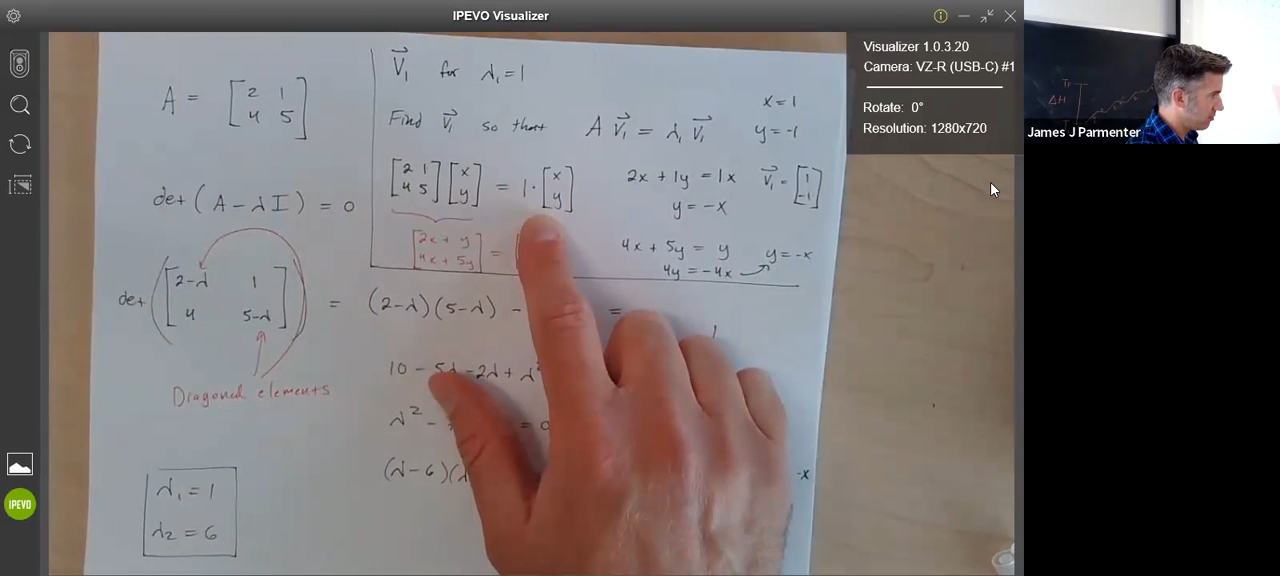 IPEVO Visualizer
Visualizer 1.0.3.20
Camera: VZ-R (USB-C) #1
Rotate: 0°
Resolution: 1280x720
James J Parmenter
ΔH
A = [2 1
4 5]
det(A-λI) = 0
det([2-λ 1
4 5-λ]) = (2-λ)(5-λ) - =
Diagonal elements
10 - 5λ - 2λ + λ²
λ² - = 0
(λ-6)(λ
-x
λ₁ = 1
λ₂ = 6
V⃗₁ for λ₁=1
Find V⃗₁ so that A V⃗₁ = λ₁ V⃗₁
[2 1
4 5] [x
y] = 1·[x
y]
[2x + y
4x + 5y] =
x = 1
y = -1
2x + 1y = 1x
y = -x
V⃗₁ = [1
-1]
4x + 5y = y
4y = -4x
y = -x
IPEVO